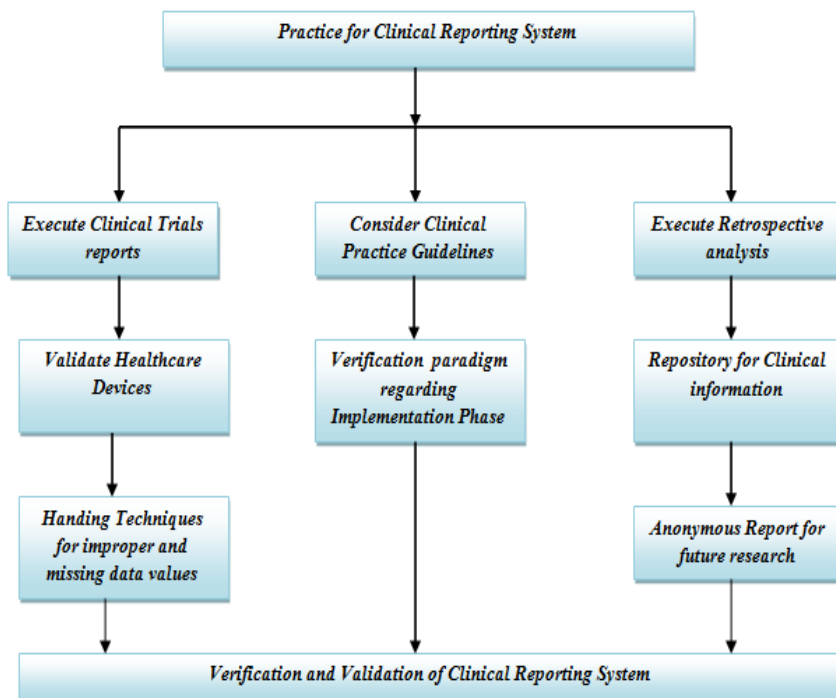 Practice for Clinical Reporting System
Execute Clinical Trials
reports
Consider Clinical
Practice Guidelines
Execute Retrospective
analysis
Validate Healthcare
Devices
Verification paradigm
regarding
Implementation Phase
Repository for Clinical
information
Handing Techniques
for improper and
missing data values
Anonymous Report for
future research
Verification and Validation of Clinical Reporting System